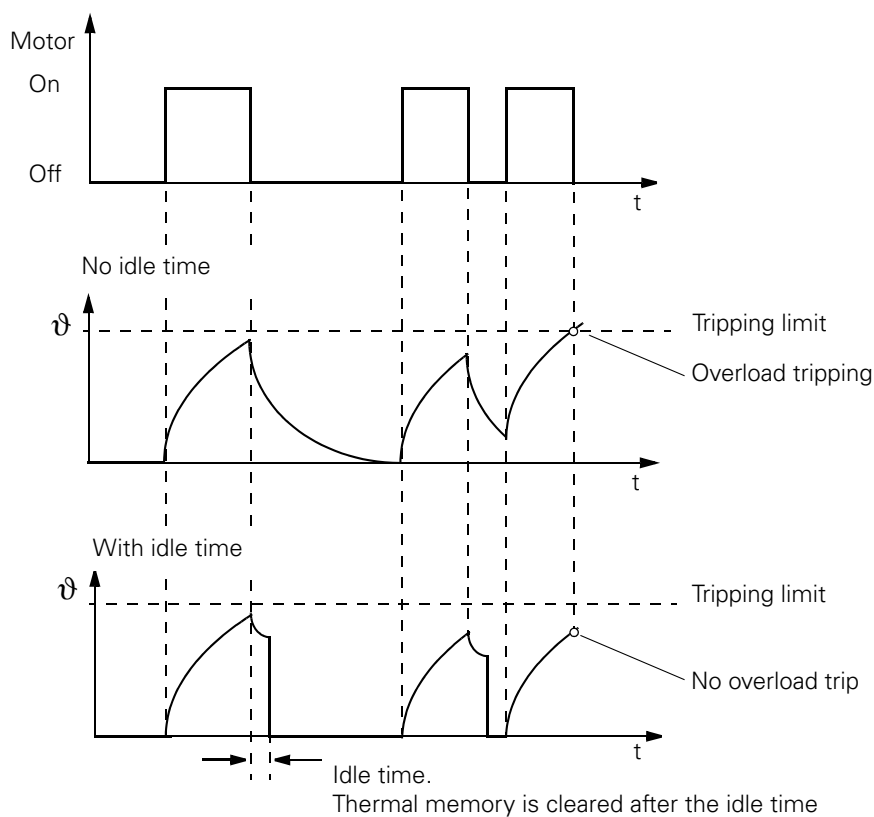 Motor
On
Off
t
No idle time
ϑ
Tripping limit
Overload tripping
t
With idle time
ϑ
Tripping limit
No overload trip
t
Idle time.
Thermal memory is cleared after the idle time